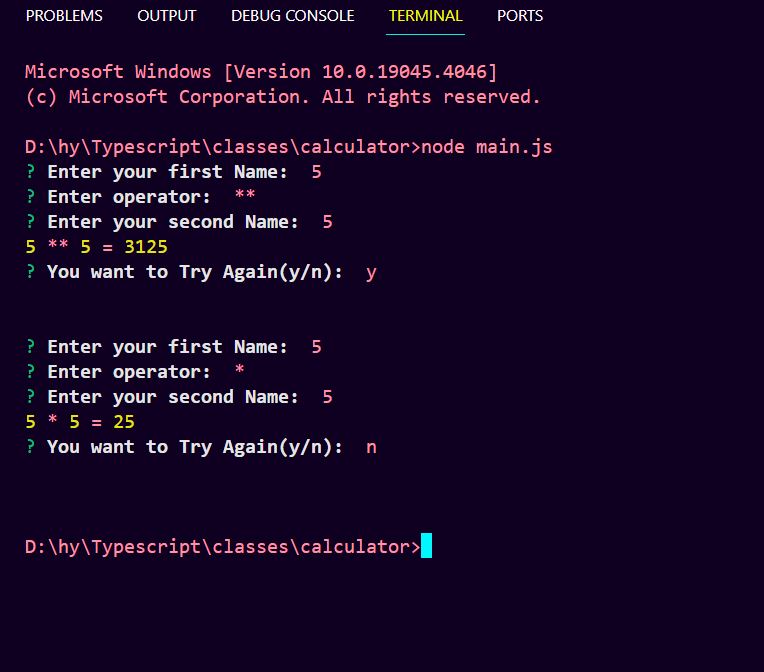 PROBLEMS OUTPUT DEBUG CONSOLE TERMINAL PORTS
Microsoft Windows [Version 10.0.19045.4046]
(c) Microsoft Corporation. All rights reserved.
D:\hy\Typescript\classes\calculator>node main.js
? Enter your first Name:  5
? Enter operator:  **
? Enter your second Name:  5
5 ** 5 = 3125
? You want to Try Again(y/n):  y
? Enter your first Name:  5
? Enter operator:  *
? Enter your second Name:  5
5 * 5 = 25
? You want to Try Again(y/n):  n
D:\hy\Typescript\classes\calculator>